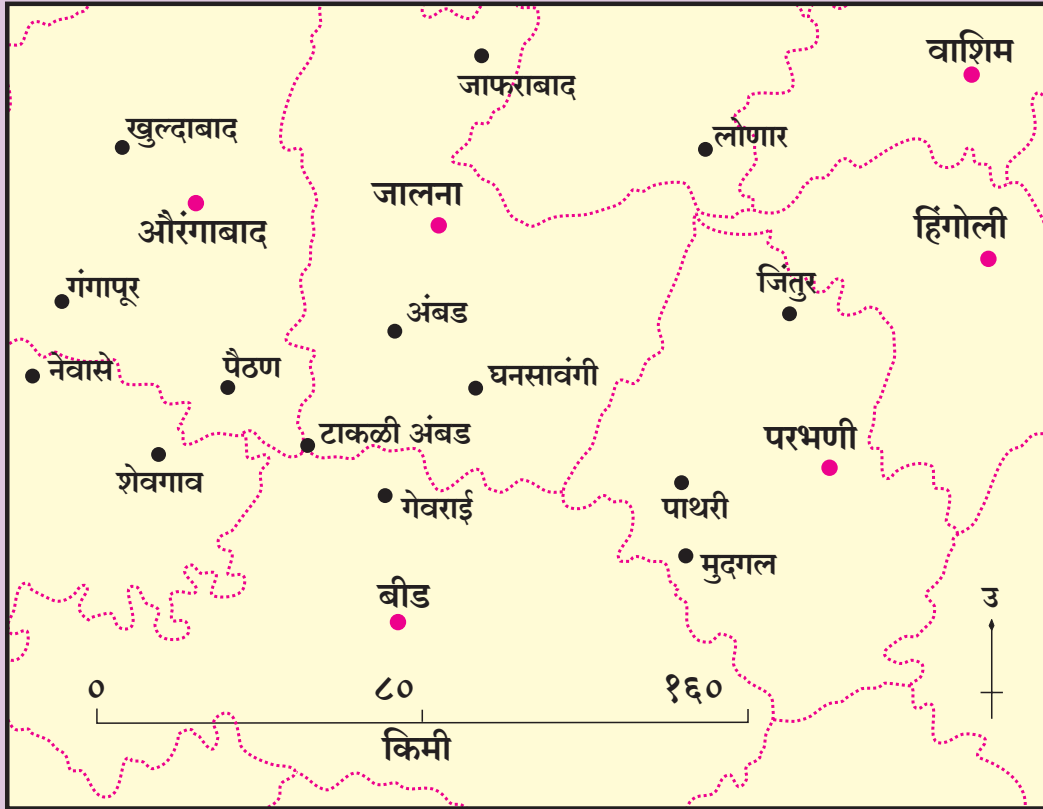 वाशिम
जाफराबाद
खुल्दाबाद
लोणार
जालना
औरंगाबाद
हिंगोली
गंगापूर
जिंतुर
अंबड
नेवासे
पैठण
घनसावंगी
टाकळी अंबड
परभणी
शेवगाव
गेवराई
पाथरी
मुदगल
बीड
उ
० ८० १६०
किमी